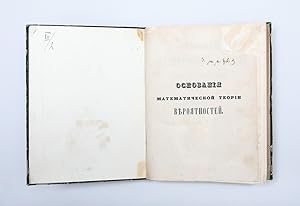 ОСНОВАНІЯ
МАТЕМАТИЧЕСКОЙ ТЕОРІИ
ВѢРОЯТНОСТЕЙ.